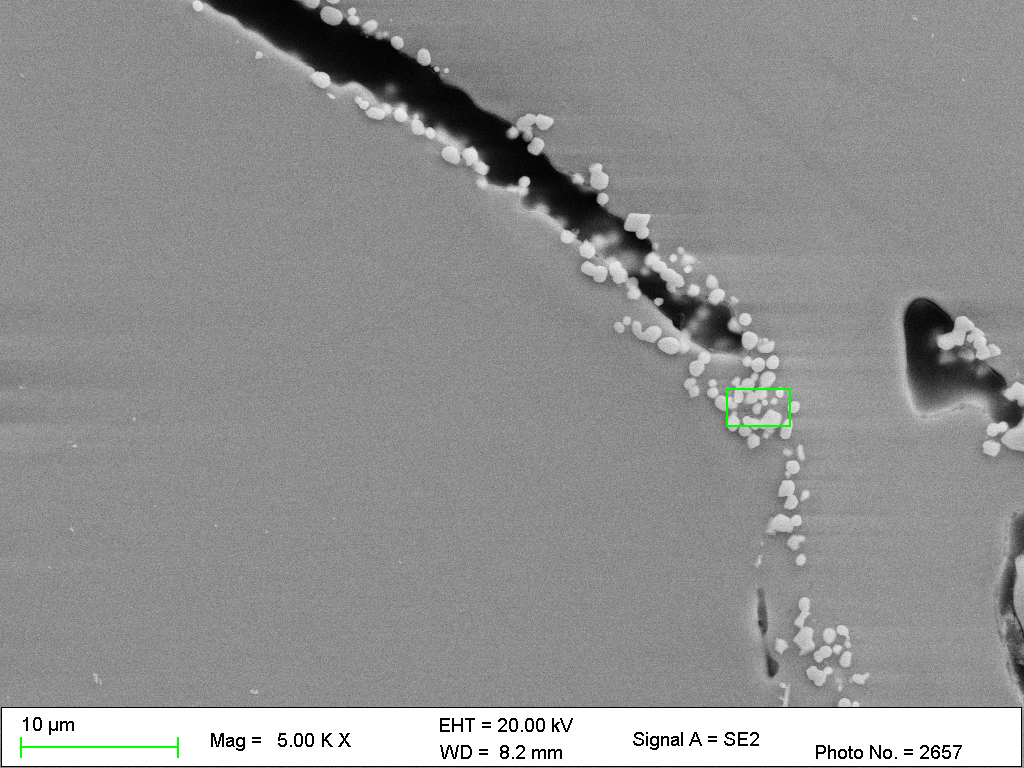 10 µm
Mag = 5.00 K X
EHT = 20.00 kV
WD = 8.2 mm
Signal A = SE2
Photo No. = 2657